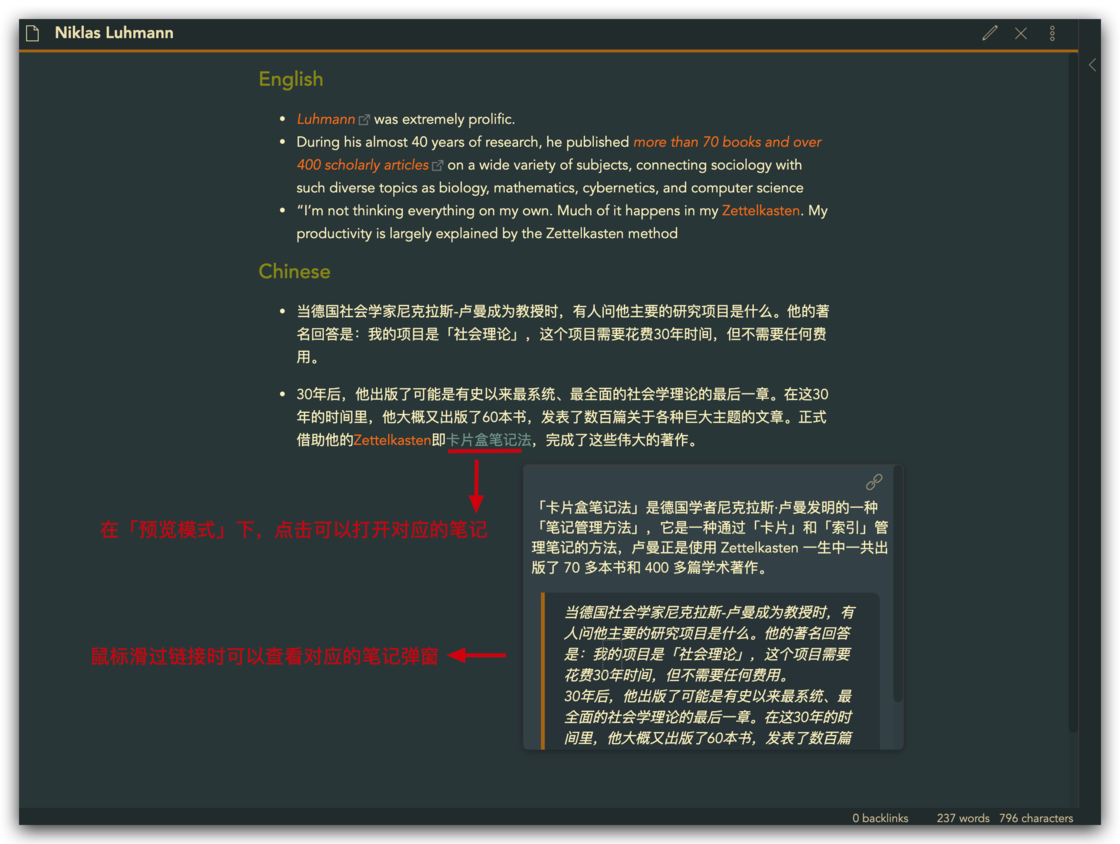 Niklas Luhmann
English
Luhmann was extremely prolific.
During his almost 40 years of research, he published more than 70 books and over
400 scholarly articles on a wide variety of subjects, connecting sociology with
such diverse topics as biology, mathematics, cybernetics, and computer science
“I’m not thinking everything on my own. Much of it happens in my Zettelkasten. My
productivity is largely explained by the Zettelkasten method
Chinese
当德国社会学家尼克拉斯-卢曼成为教授时，有人问他主要的研究项目是什么。他的著
名回答是：我的项目是「社会理论」，这个项目需要花费30年时间，但不需要任何费
用。
30年后，他出版了可能是有史以来最系统、最全面的社会学理论的最后一章。在这30
年的时间里，他大概又出版了60本书，发表了数百篇关于各种巨大主题的文章。正式
借助他的Zettelkasten即卡片盒笔记法，完成了这些伟大的著作。
在「预览模式」下，点击可以打开对应的笔记
「卡片盒笔记法」是德国学者尼克拉斯·卢曼发明的一种
「笔记管理方法」，它是一种通过「卡片」和「索引」管
理笔记的方法，卢曼正是使用 Zettelkasten 一生中一共出
版了 70 多本书和 400 多篇学术著作。
当德国社会学家尼克拉斯-卢曼成为教授时，有
人问他主要的研究项目是什么。他的著名回答
是：我的项目是「社会理论」，这个项目需要
花费30年时间，但不需要任何费用。
30年后，他出版了可能是有史以来最系统、最
全面的社会学理论的最后一章。在这30年的时
间里，他大概又出版了60本书，发表了数百篇
鼠标滑过链接时可以查看对应的笔记弹窗
0 backlinks 237 words 796 characters